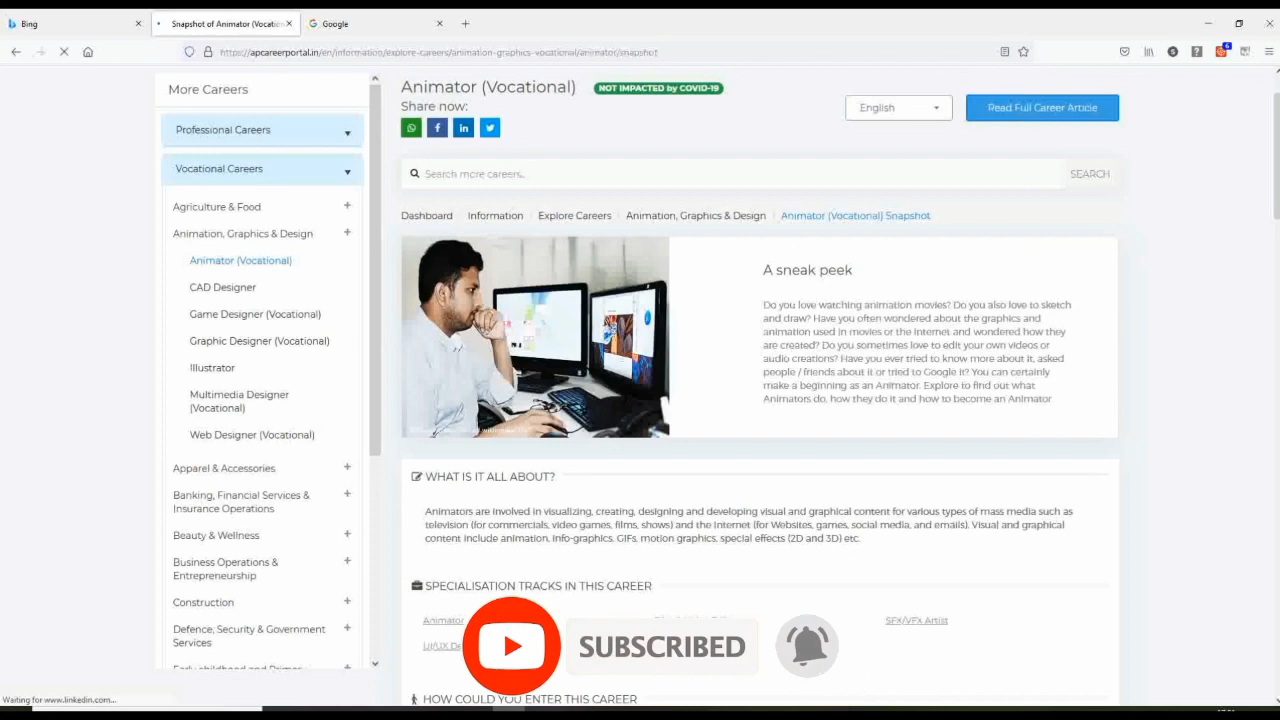 Bing
Snapshot of Animator (Vocation
Google
https://apcareerportal.in/en/information/explore-careers/animation-graphics-vocational/animator/snapshot
6
More Careers
Professional Careers
Vocational Careers
Agriculture & Food
Animation, Graphics & Design
Animator (Vocational)
CAD Designer
Game Designer (Vocational)
Graphic Designer (Vocational)
Illustrator
Multimedia Designer
(Vocational)
Web Designer (Vocational)
Apparel & Accessories
Banking, Financial Services &
Insurance Operations
Beauty & Wellness
Business Operations &
Entrepreneurship
Construction
Defence, Security & Government
Services
Animator (Vocational) NOT IMPACTED by COVID-19
Share now:
English
Read Full Career Article
Search more careers..
SEARCH
Dashboard Information Explore Careers Animation, Graphics & Design Animator (Vocational) Snapshot
A sneak peek
Do you love watching animation movies? Do you also love to sketch
and draw? Have you often wondered about the graphics and
animation used in movies or the Internet and wondered how they
are created? Do you sometimes love to edit your own videos or
audio creations? Have you ever tried to know more about it, asked
people / friends about it or tried to Google it? You can certainly
make a beginning as an Animator. Explore to find out what
Animators do, how they do it and how to become an Animator
WHAT IS IT ALL ABOUT?
Animators are involved in visualizing, creating, designing and developing visual and graphical content for various types of mass media such as
television (for commercials, video games, films, shows) and the Internet (for Websites, games, social media, and emails). Visual and graphical
content include animation, info-graphics, GIFs, motion graphics, special effects (2D and 3D) etc.
SPECIALISATION TRACKS IN THIS CAREER
Animator
SFX/VFX Artist
UI/UX
SUBSCRIBED
HOW COULD YOU ENTER THIS CAREER
Waiting for www.linkedin.com...